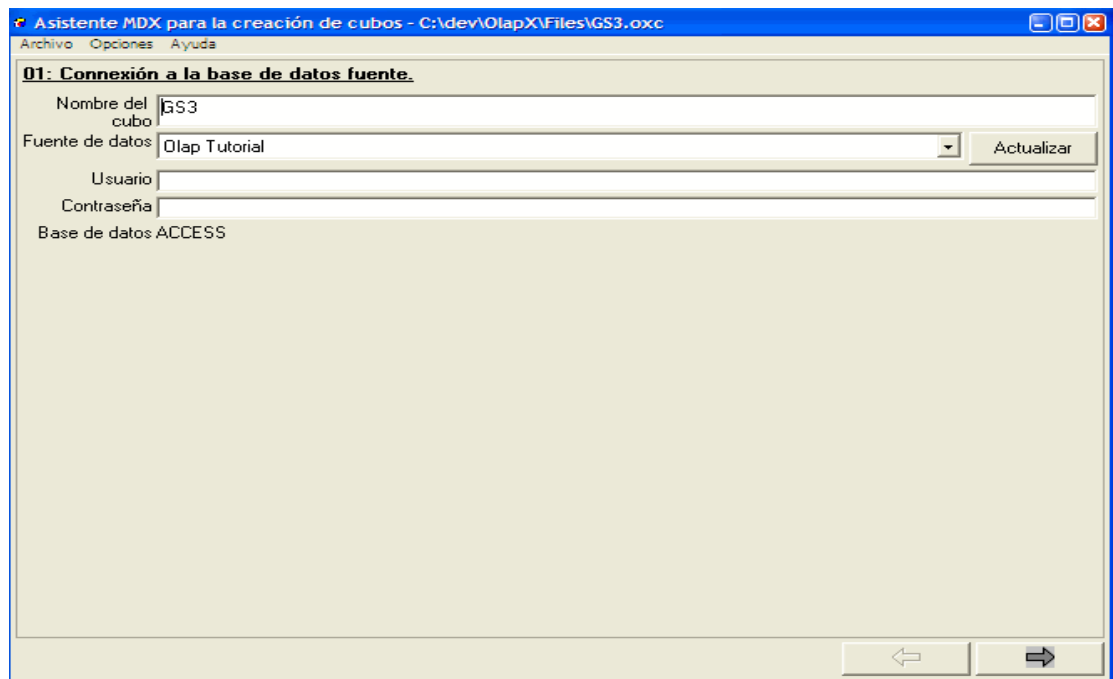 Asistente MDX para la creación de cubos - C:\dev\OlapX\Files\GS3.oxc
Archivo Opciones Ayuda
01: Connexión a la base de datos fuente.
Nombre del cubo GS3
Fuente de datos Olap Tutorial Actualizar
Usuario
Contraseña
Base de datos ACCESS